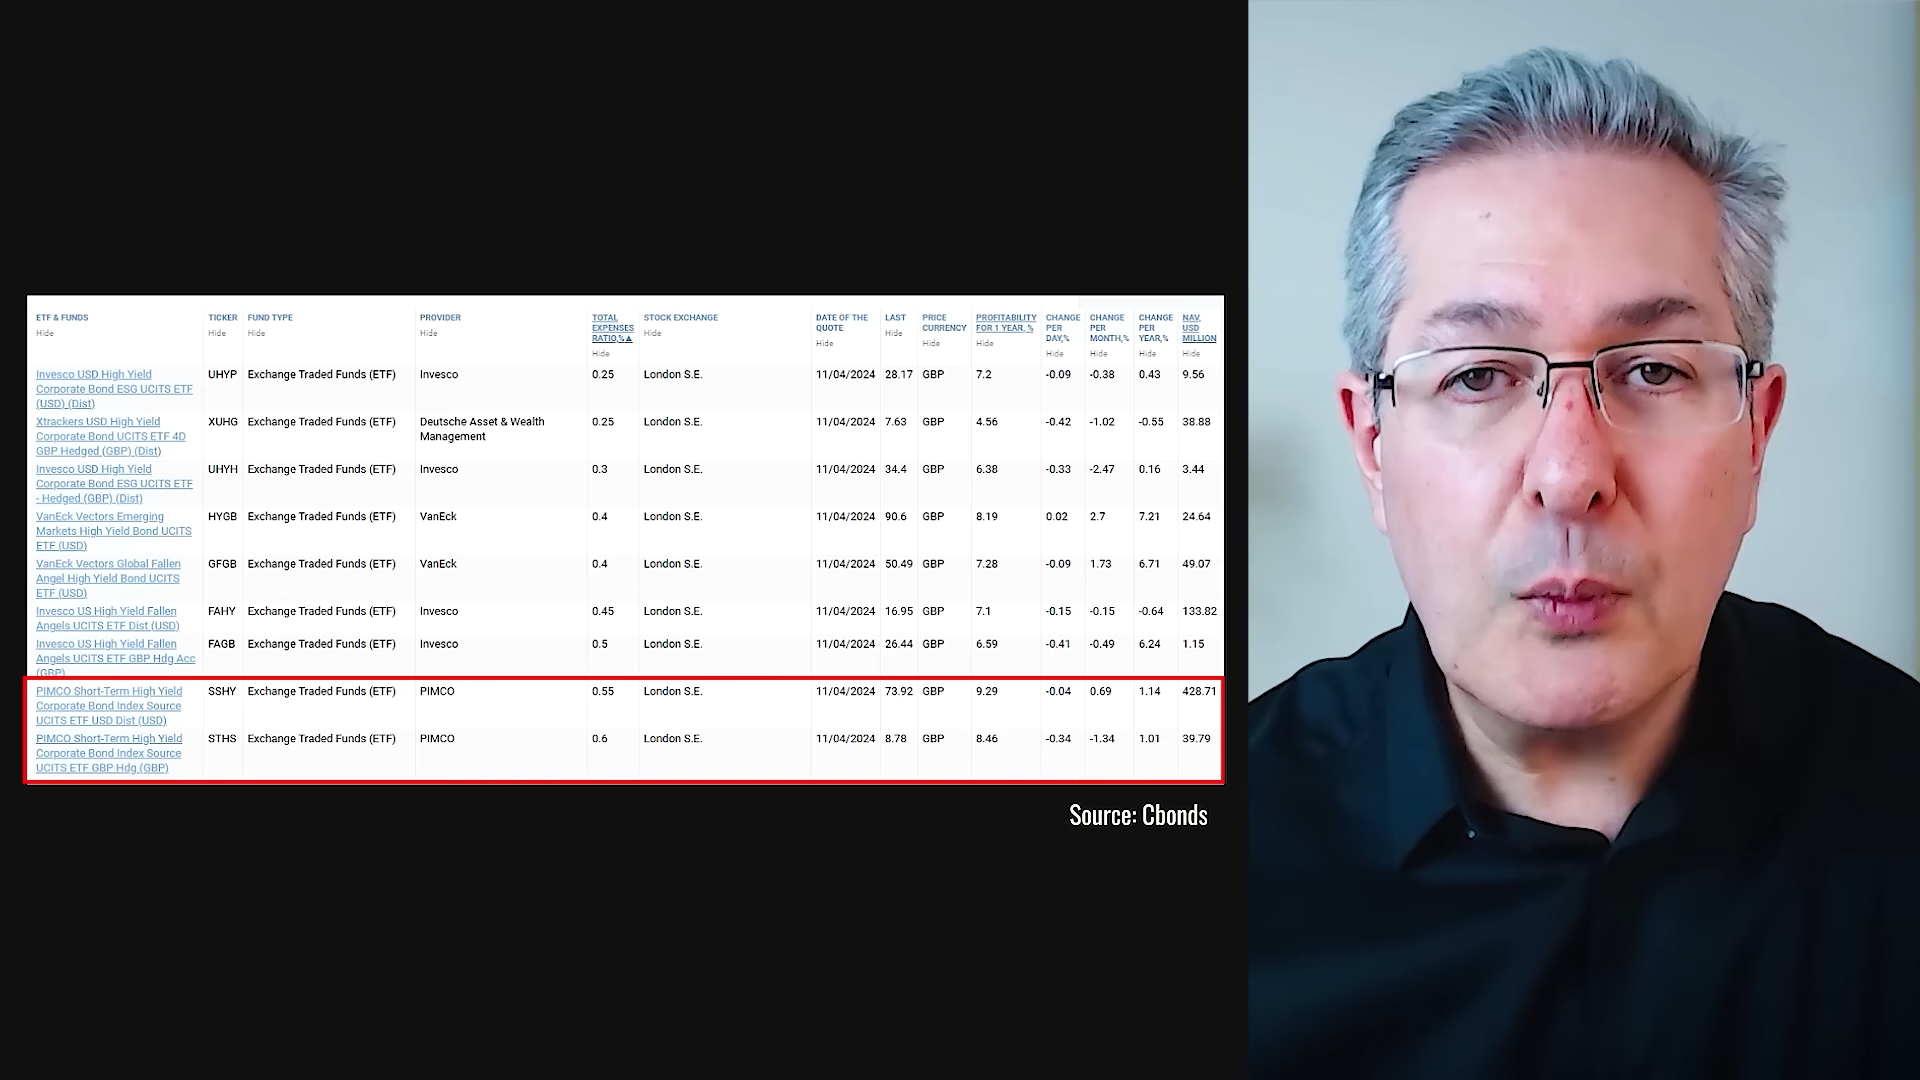 ETF & FUNDS TICKER FUND TYPE PROVIDER TOTAL EXPENSES RATIO,%▲ STOCK EXCHANGE DATE OF THE QUOTE LAST PRICE CURRENCY PROFITABILITY FOR 1 YEAR, % CHANGE PER DAY,% CHANGE PER MONTH,% CHANGE PER YEAR,% NAV, USD MILLION
Hide Hide Hide Hide Hide Hide Hide Hide Hide Hide Hide Hide Hide Hide
Invesco USD High Yield Corporate Bond ESG UCITS ETF (USD) (Dist) UHYP Exchange Traded Funds (ETF) Invesco 0.25 London S.E. 11/04/2024 28.17 GBP 7.2 -0.09 -0.38 0.43 9.56
Xtrackers USD High Yield Corporate Bond UCITS ETF 4D GBP Hedged (GBP) (Dist) XUHG Exchange Traded Funds (ETF) Deutsche Asset & Wealth Management 0.25 London S.E. 11/04/2024 7.63 GBP 4.56 -0.42 -1.02 -0.55 38.88
Invesco USD High Yield Corporate Bond ESG UCITS ETF - Hedged (GBP) (Dist) UHYH Exchange Traded Funds (ETF) Invesco 0.3 London S.E. 11/04/2024 34.4 GBP 6.38 -0.33 -2.47 0.16 3.44
VanEck Vectors Emerging Markets High Yield Bond UCITS ETF (USD) HYGB Exchange Traded Funds (ETF) VanEck 0.4 London S.E. 11/04/2024 90.6 GBP 8.19 0.02 2.7 7.21 24.64
VanEck Vectors Global Fallen Angel High Yield Bond UCITS ETF (USD) GFGB Exchange Traded Funds (ETF) VanEck 0.4 London S.E. 11/04/2024 50.49 GBP 7.28 -0.09 1.73 6.71 49.07
Invesco US High Yield Fallen Angels UCITS ETF Dist (USD) FAHY Exchange Traded Funds (ETF) Invesco 0.45 London S.E. 11/04/2024 16.95 GBP 7.1 -0.15 -0.15 -0.64 133.82
Invesco US High Yield Fallen Angels UCITS ETF GBP Hdg Acc (GBP) FAGB Exchange Traded Funds (ETF) Invesco 0.5 London S.E. 11/04/2024 26.44 GBP 6.59 -0.41 -0.49 6.24 1.15
PIMCO Short-Term High Yield Corporate Bond Index Source UCITS ETF USD Dist (USD) SSHY Exchange Traded Funds (ETF) PIMCO 0.55 London S.E. 11/04/2024 73.92 GBP 9.29 -0.04 0.69 1.14 428.71
PIMCO Short-Term High Yield Corporate Bond Index Source UCITS ETF GBP Hdg (GBP) STHS Exchange Traded Funds (ETF) PIMCO 0.6 London S.E. 11/04/2024 8.78 GBP 8.46 -0.34 -1.34 1.01 39.79
Source: Cbonds